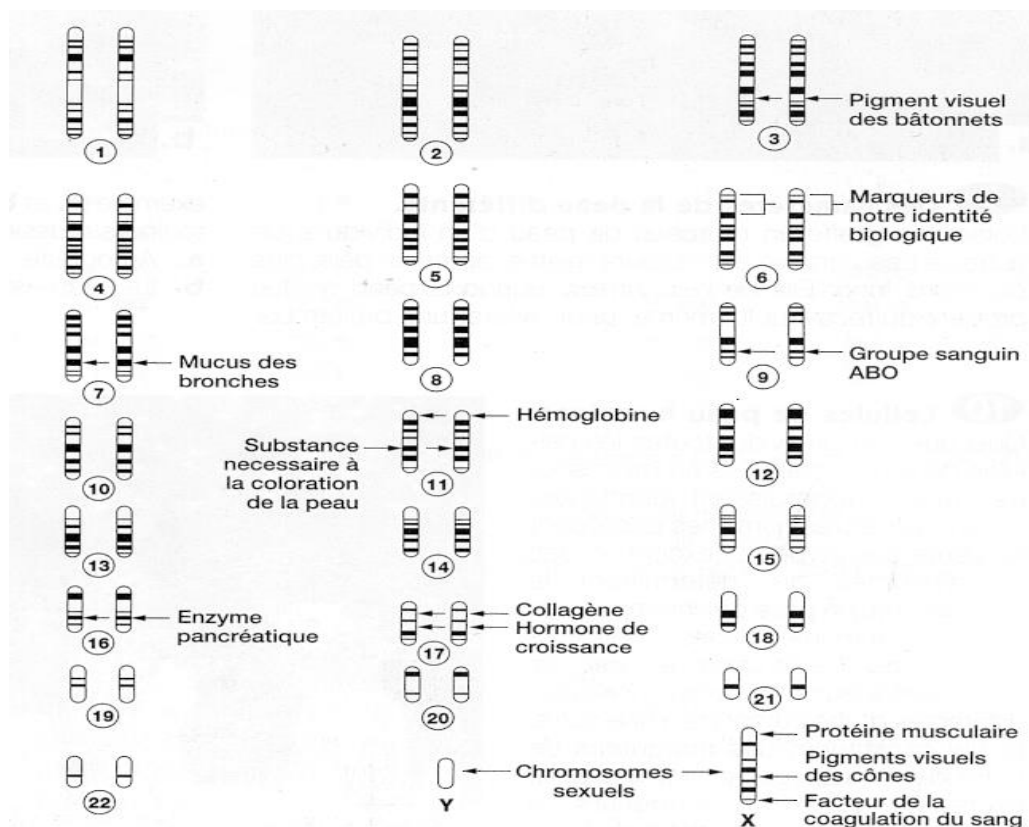 1
2
3
Pigment visuel
des bâtonnets
4
5
6
Marqueurs de
notre identité
biologique
7
Mucus des
bronches
8
9
Groupe sanguin
ABO
10
Substance
necessaire à
la coloration
de la peau
Hémoglobine
11
12
13
14
15
16
Enzyme
pancréatique
17
Collagène
Hormone de
croissance
18
19
20
21
22
Y
Chromosomes
sexuels
X
Protéine musculaire
Pigments visuels
des cônes
Facteur de la
coagulation du sang